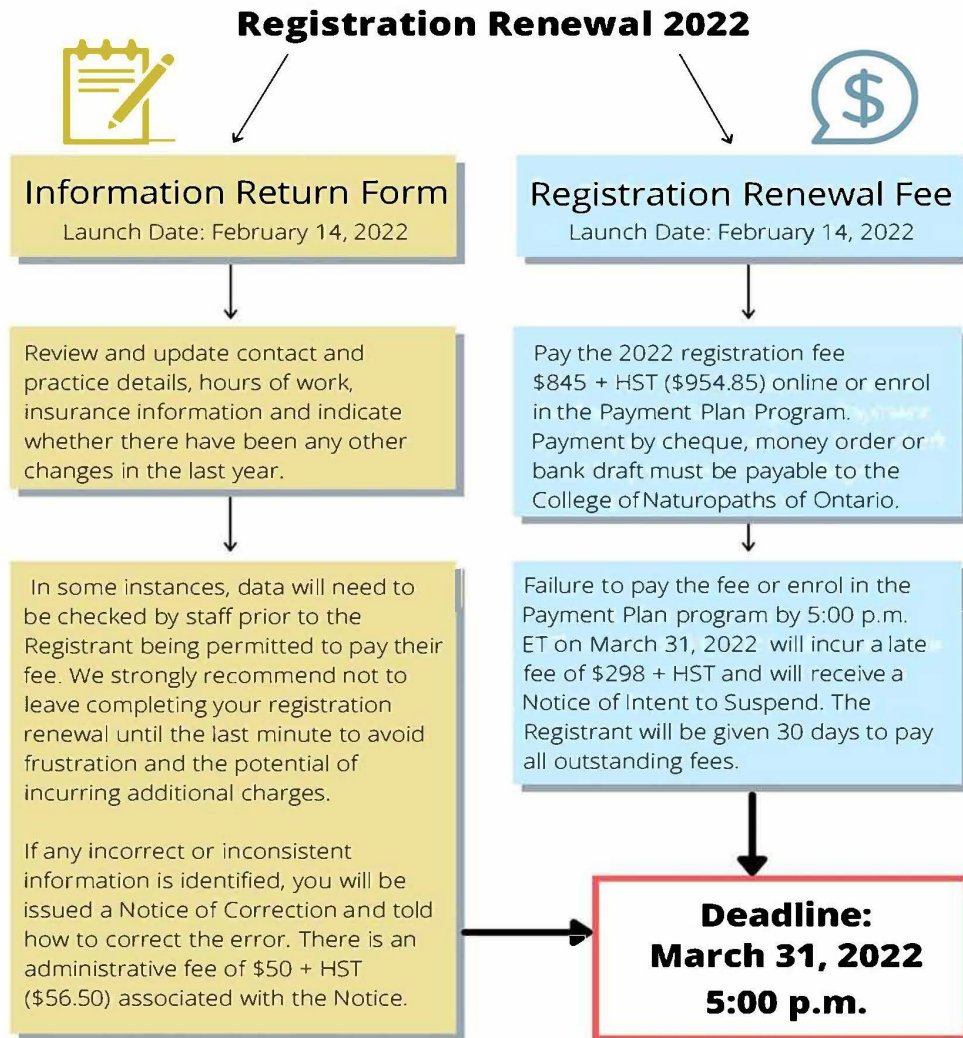 Registration Renewal 2022
Information Return Form
Launch Date: February 14, 2022
Review and update contact and
practice details, hours of work,
insurance information and indicate
whether there have been any other
changes in the last year.
In some instances, data will need to
be checked by staff prior to the
Registrant being permitted to pay their
fee. We strongly recommend not to
leave completing your registration
renewal until the last minute to avoid
frustration and the potential of
incurring additional charges.
If any incorrect or inconsistent
information is identified, you will be
issued a Notice of Correction and told
how to correct the error. There is an
administrative fee of $50 + HST
($56.50) associated with the Notice.
$
Registration Renewal Fee
Launch Date: February 14, 2022
Pay the 2022 registration fee
$845 + HST ($954.85) online or enrol
in the Payment Plan Program.
Payment by cheque, money order or
bank draft must be payable to the
College of Naturopaths of Ontario.
Failure to pay the fee or enrol in the
Payment Plan program by 5:00 p.m.
ET on March 31, 2022 will incur a late
fee of $298 + HST and will receive a
Notice of Intent to Suspend. The
Registrant will be given 30 days to pay
all outstanding fees.
Deadline:
March 31, 2022
5:00 p.m.